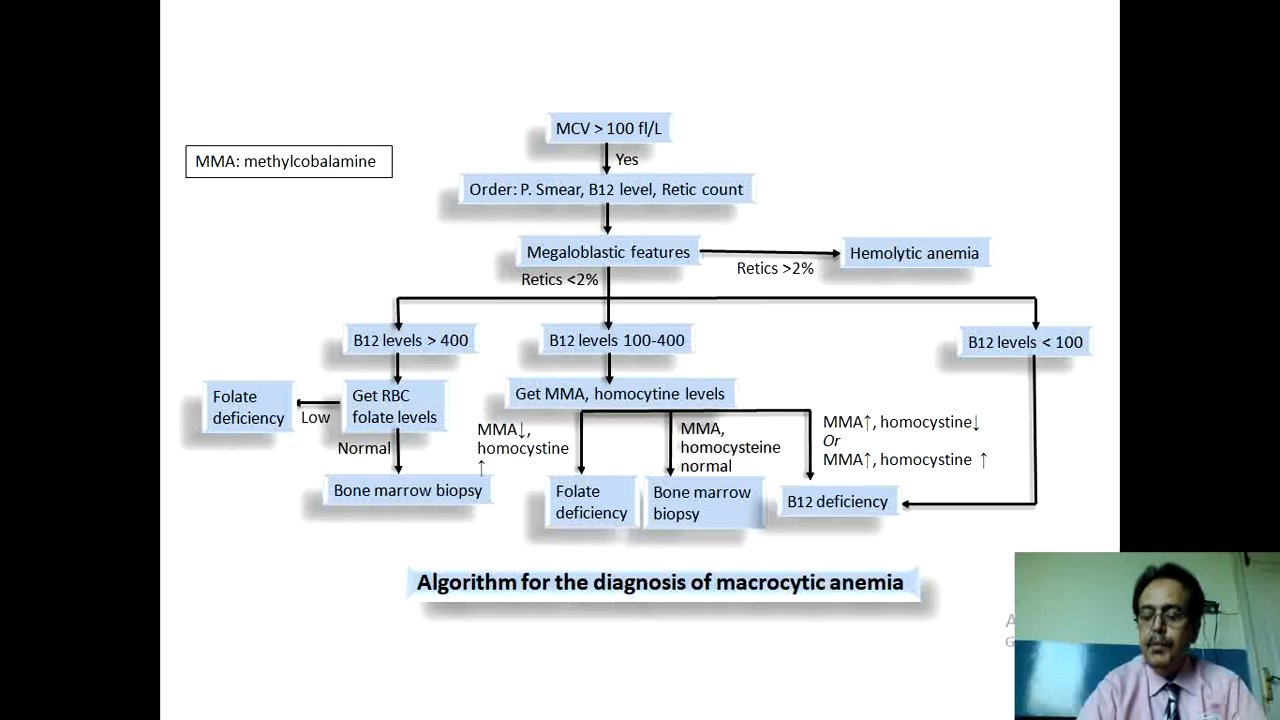 MCV > 100 fl/L
MMA: methylcobalamine
Yes
Order: P. Smear, B12 level, Retic count
Megaloblastic features
Hemolytic anemia
Retics >2%
Retics <2%
B12 levels > 400
B12 levels 100-400
B12 levels < 100
Folate
deficiency
Low
Get RBC
folate levels
Get MMA, homocytine levels
Normal
MMA↓,
homocystine
↑
MMA,
homocysteine
normal
MMA↑, homocystine↓
Or
MMA↑, homocystine ↑
Bone marrow biopsy
Folate
deficiency
Bone marrow
biopsy
B12 deficiency
Algorithm for the diagnosis of macrocytic anemia